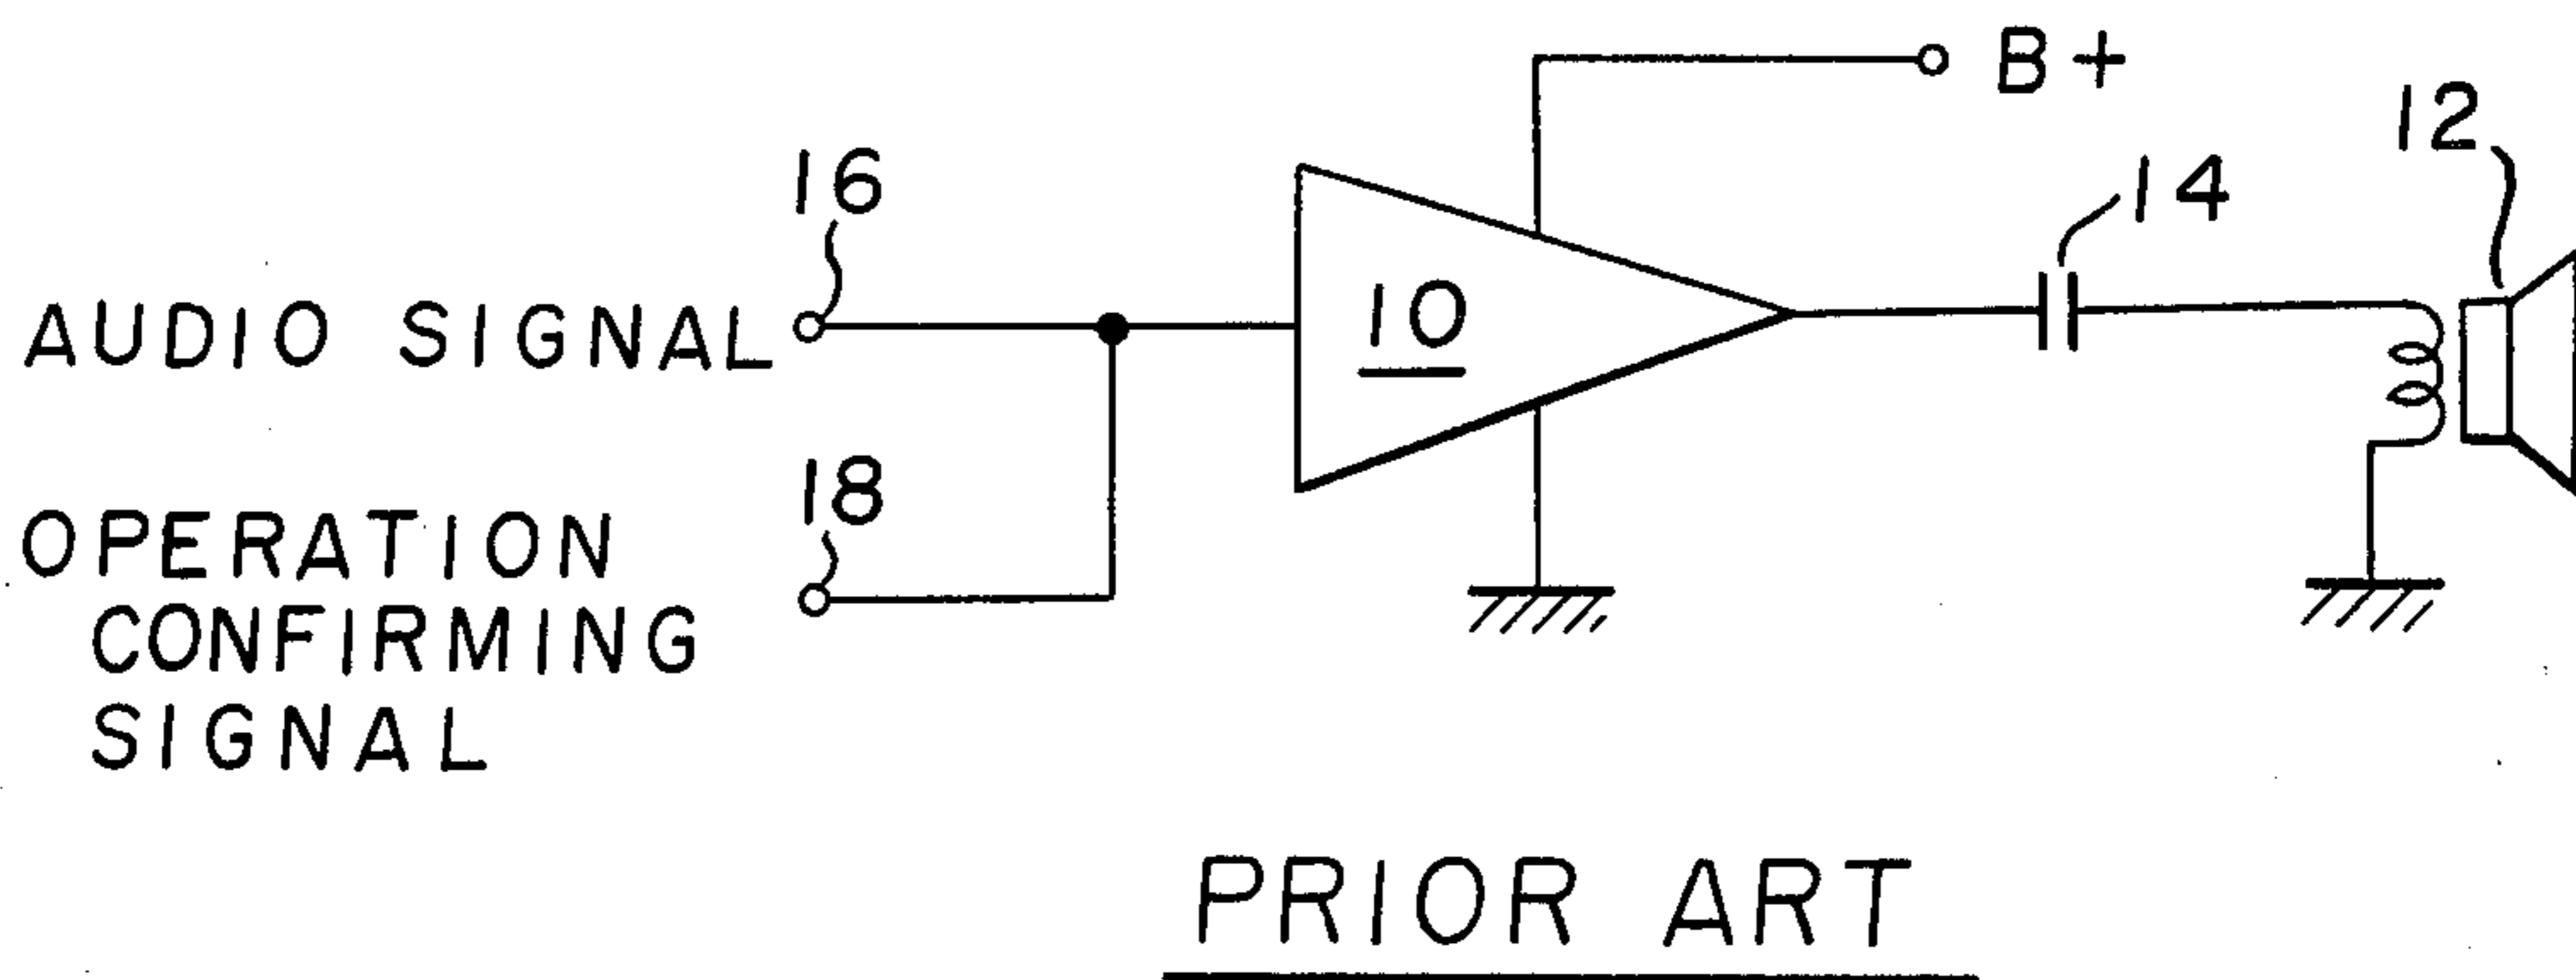 B+
12
14
16
AUDIO SIGNAL
10
18
OPERATION
CONFIRMING
SIGNAL
PRIOR ART